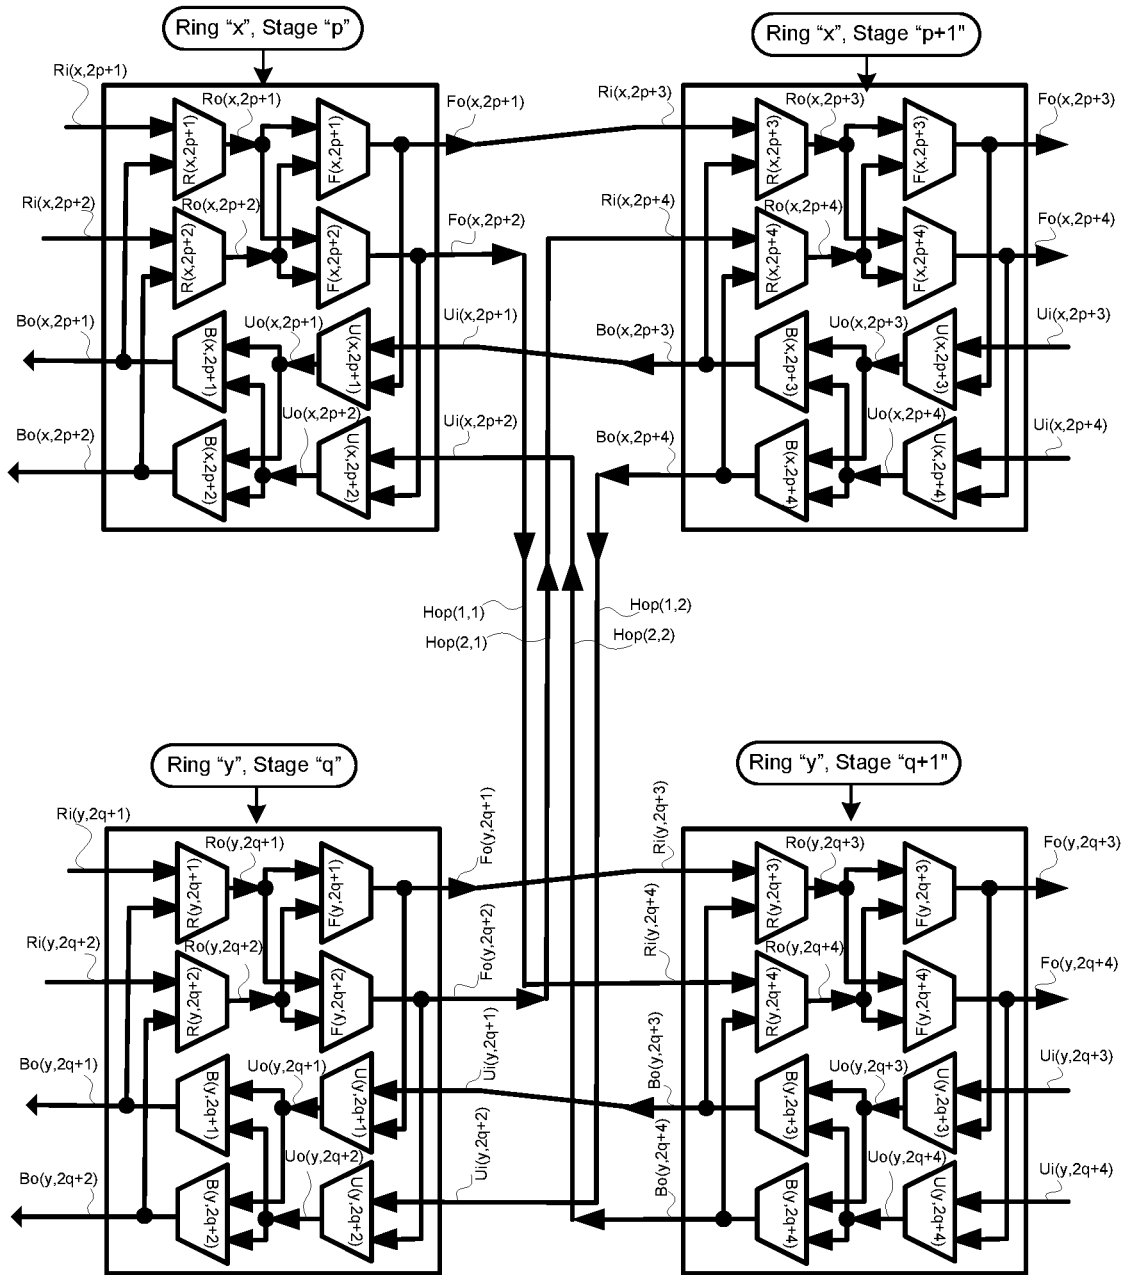 Ring “x”, Stage “p”
Ring “x”, Stage “p+1"
Ri(x,2p+1)
Ro(x,2p+1)
Fo(x,2p+1)
Ri(x,2p+3)
Ro(x,2p+3)
Fo(x,2p+3)
R(x,2p+1)
F(x,2p+1)
R(x,2p+3)
F(x,2p+3)
Ri(x,2p+2)
Ro(x,2p+2)
Fo(x,2p+2)
Ri(x,2p+4)
Ro(x,2p+4)
Fo(x,2p+4)
R(x,2p+2)
F(x,2p+2)
R(x,2p+4)
F(x,2p+4)
Bo(x,2p+1)
Uo(x,2p+1)
Ui(x,2p+1)
Bo(x,2p+3)
Uo(x,2p+3)
Ui(x,2p+3)
B(x,2p+1)
U(x,2p+1)
B(x,2p+3)
U(x,2p+3)
Bo(x,2p+2)
Uo(x,2p+2)
Ui(x,2p+2)
Bo(x,2p+4)
Uo(x,2p+4)
Ui(x,2p+4)
B(x,2p+2)
U(x,2p+2)
B(x,2p+4)
U(x,2p+4)
Hop(1,1)
Hop(1,2)
Hop(2,1)
Hop(2,2)
Ring “y”, Stage “q”
Ring “y”, Stage “q+1"
Ri(y,2q+1)
Ro(y,2q+1)
Fo(y,2q+1)
Ri(y,2q+3)
Ro(y,2q+3)
Fo(y,2q+3)
R(y,2q+1)
F(y,2q+1)
R(y,2q+3)
F(y,2q+3)
Ri(y,2q+2)
Ro(y,2q+2)
Fo(y,2q+2)
Ri(y,2q+4)
Ro(y,2q+4)
Fo(y,2q+4)
R(y,2q+2)
F(y,2q+2)
R(y,2q+4)
F(y,2q+4)
Bo(y,2q+1)
Uo(y,2q+1)
Ui(y,2q+1)
Bo(y,2q+3)
Uo(y,2q+3)
Ui(y,2q+3)
B(y,2q+1)
U(y,2q+1)
B(y,2q+3)
U(y,2q+3)
Bo(y,2q+2)
Uo(y,2q+2)
Ui(y,2q+2)
Bo(y,2q+4)
Uo(y,2q+4)
Ui(y,2q+4)
B(y,2q+2)
U(y,2q+2)
B(y,2q+4)
U(y,2q+4)